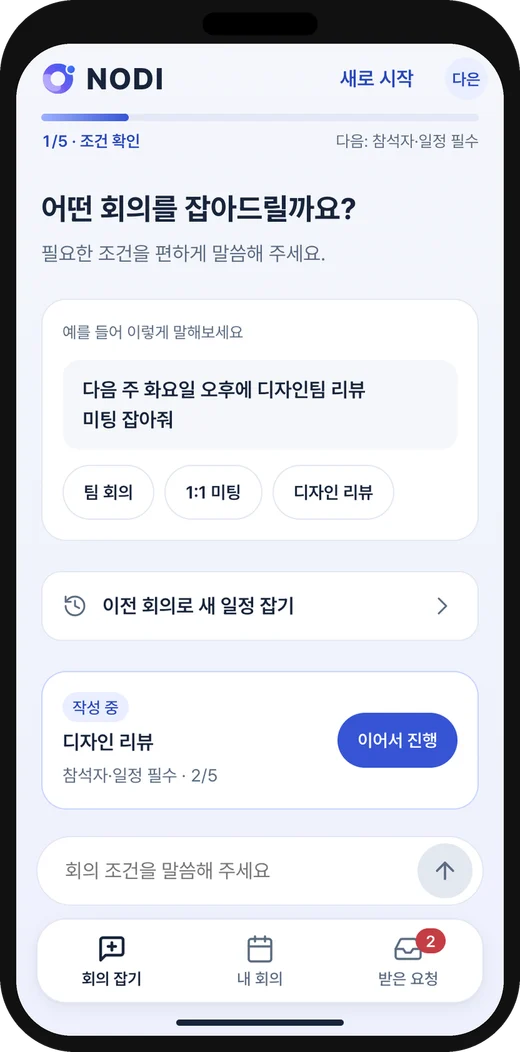 NODI
새로 시작
다은
1/5 · 조건 확인
다음: 참석자·일정 필수
어떤 회의를 잡아드릴까요?
필요한 조건을 편하게 말씀해 주세요.
예를 들어 이렇게 말해보세요
다음 주 화요일 오후에 디자인팀 리뷰
미팅 잡아줘
팀 회의
1:1 미팅
디자인 리뷰
이전 회의로 새 일정 잡기
작성 중
디자인 리뷰
참석자·일정 필수 · 2/5
이어서 진행
회의 조건을 말씀해 주세요
회의 잡기
내 회의
받은 요청
2